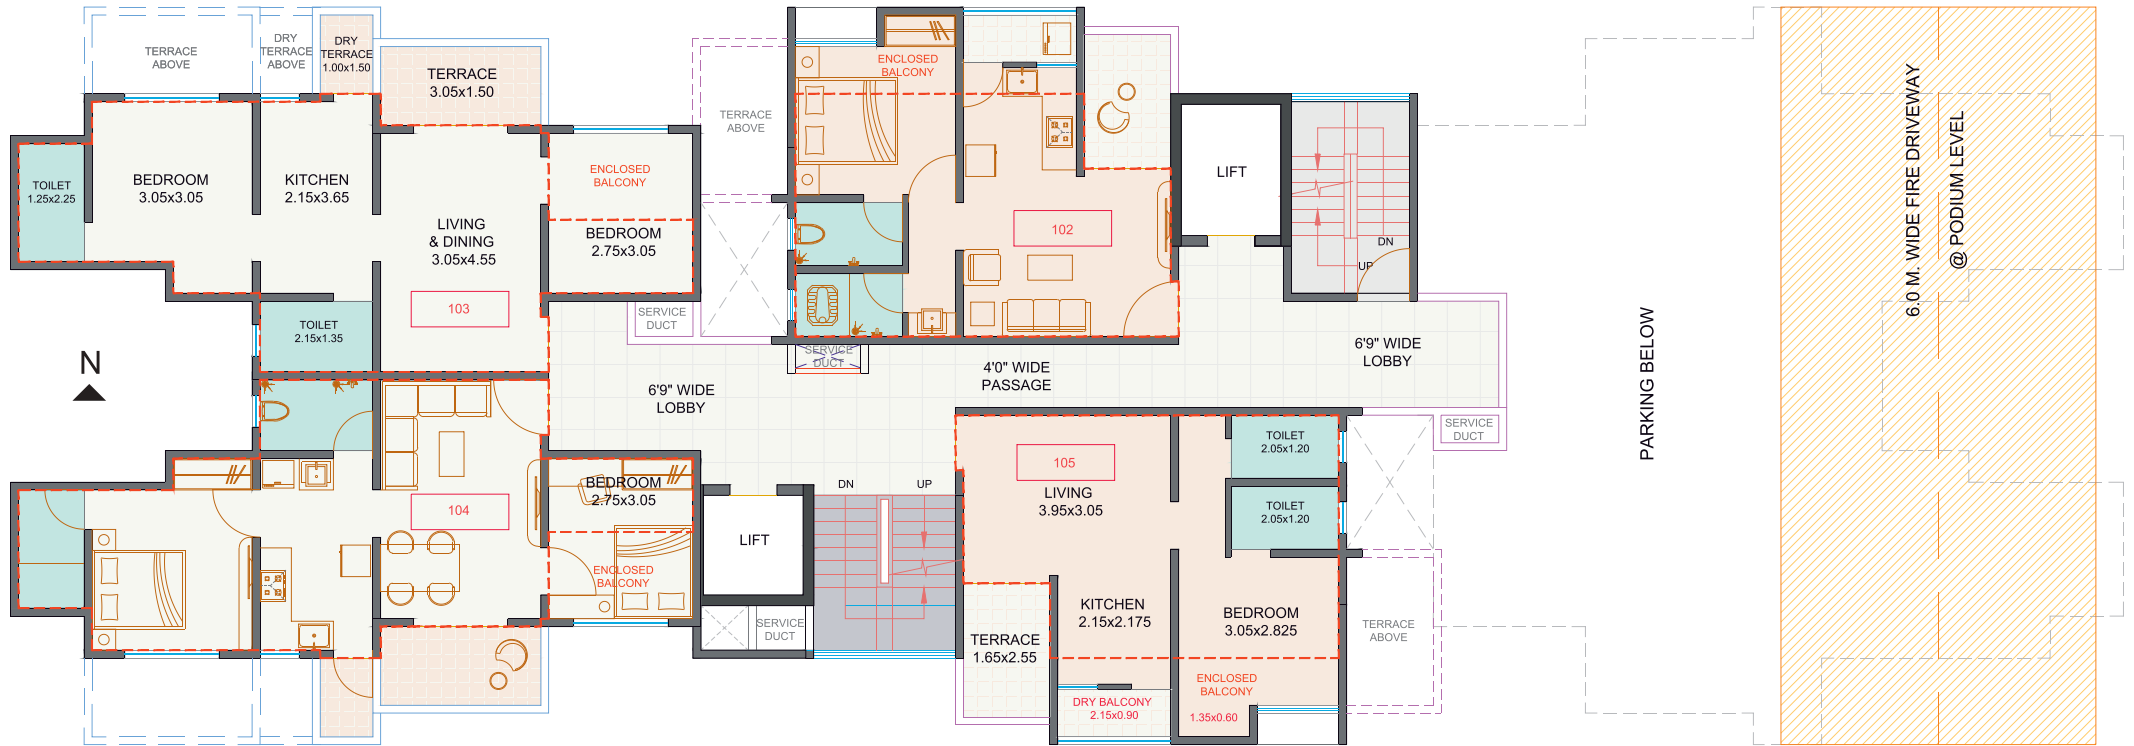 TERRACE
ABOVE
DRY
TERRACE
ABOVE
DRY
TERRACE
1.00x1.50
TERRACE
3.05x1.50
TOILET
1.25x2.25
BEDROOM
3.05x3.05
KITCHEN
2.15x3.65
LIVING
& DINING
3.05x4.55
103
ENCLOSED
BALCONY
BEDROOM
2.75x3.05
TOILET
2.15x1.35
SERVICE
DUCT
TERRACE
ABOVE
ENCLOSED
BALCONY
102
SERVICE
DUCT
LIFT
DN
UP
6'9" WIDE
LOBBY
4'0" WIDE
PASSAGE
6'9" WIDE
LOBBY
N
104
BEDROOM
2.75x3.05
ENCLOSED
BALCONY
LIFT
DN
UP
SERVICE
DUCT
105
LIVING
3.95x3.05
TOILET
2.05x1.20
TOILET
2.05x1.20
SERVICE
DUCT
KITCHEN
2.15x2.175
BEDROOM
3.05x2.825
TERRACE
1.65x2.55
TERRACE
ABOVE
DRY BALCONY
2.15x0.90
ENCLOSED
BALCONY
1.35x0.60
PARKING BELOW
6.0 M. WIDE FIRE DRIVEWAY
@ PODIUM LEVEL